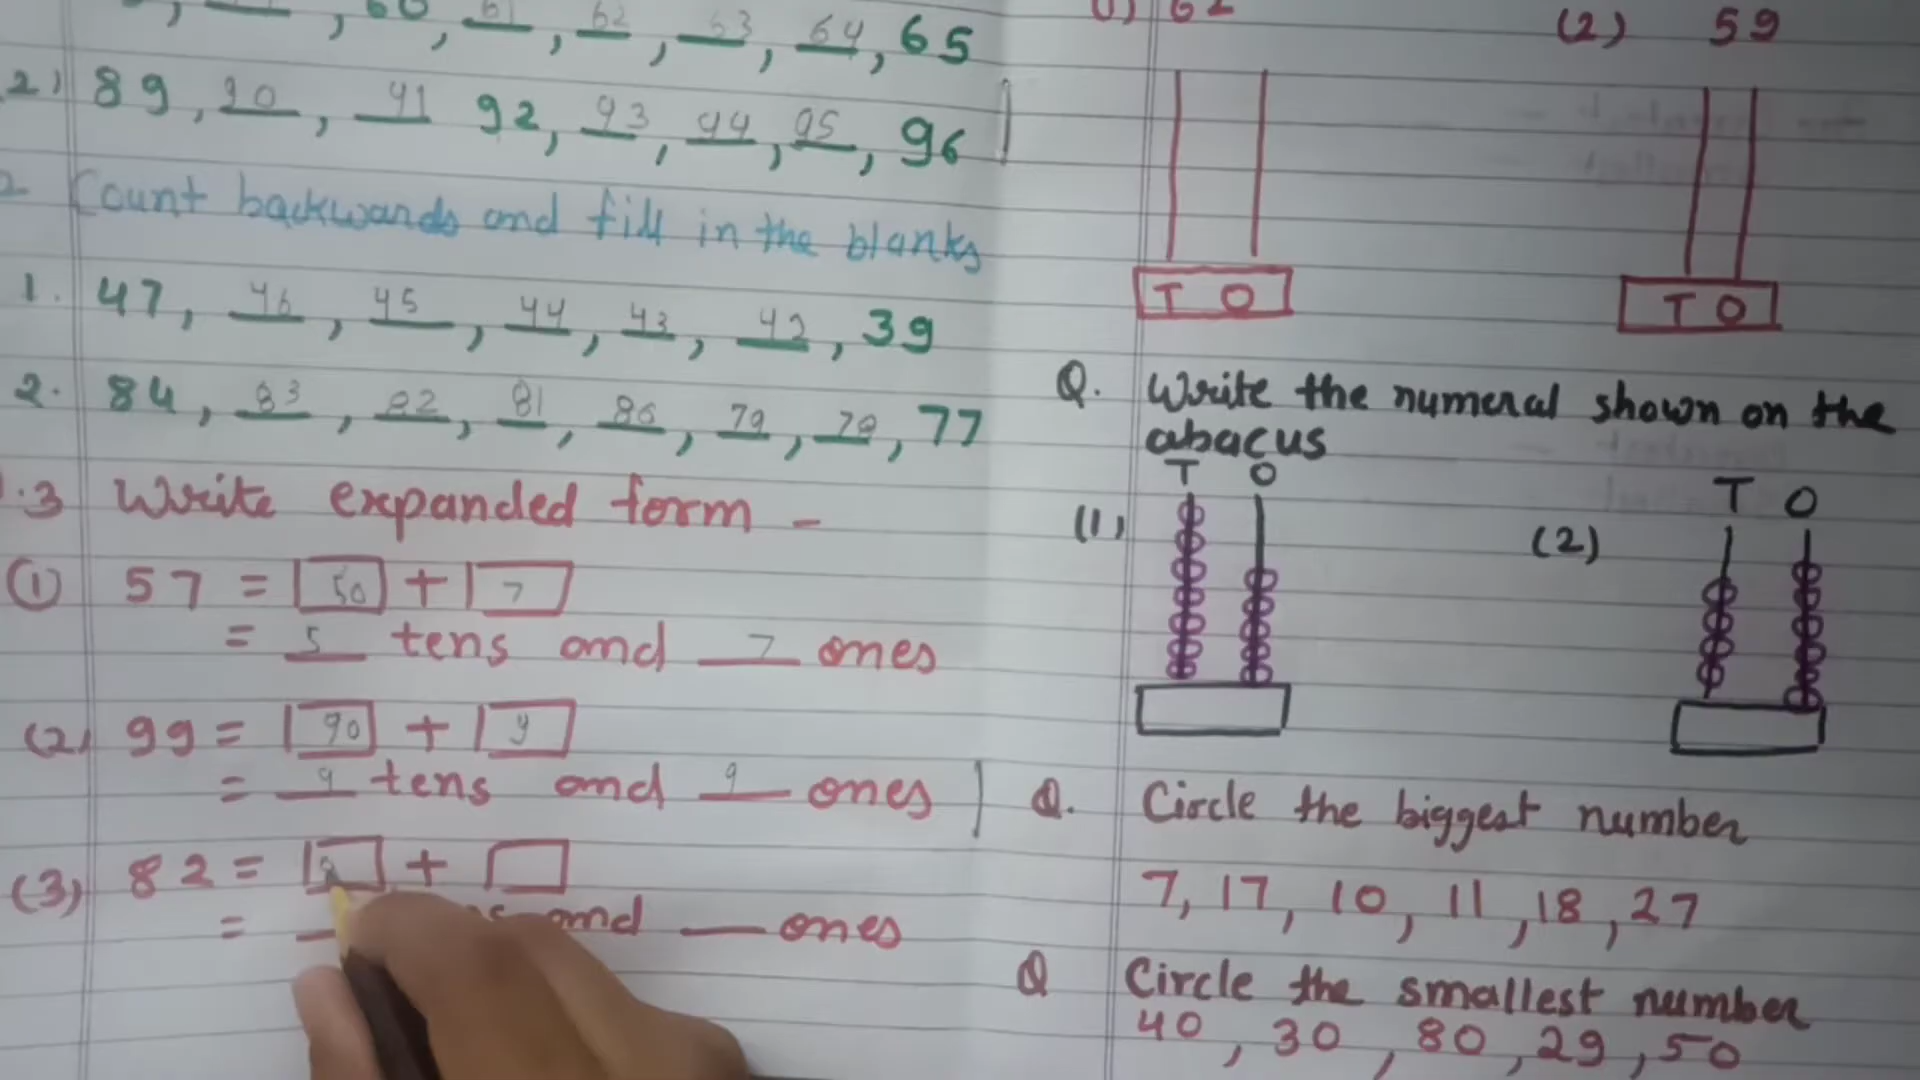 60, 61, 62, 63, 64, 65
2) 89, 90, 91 92, 93, 94, 95, 96
2 Count backwards and fill in the blanks
1. 47, 46, 45, 44, 43, 42, 39
2. 84, 83, 82, 81, 80, 79, 78, 77
.3 Write expanded form -
① 57 = 50 + 7
= 5 tens and 7 ones
(2) 99 = 90 + 9
= 9 tens and 9 ones
(3) 82 = 8 +
= and ones
(1) 62
(2) 59
T O
T O
Q. Write the numeral shown on the
abacus
T O
(1)
T O
(2)
Q. Circle the biggest number
7, 17, 10, 11, 18, 27
Q Circle the smallest number
40, 30, 80, 29, 50